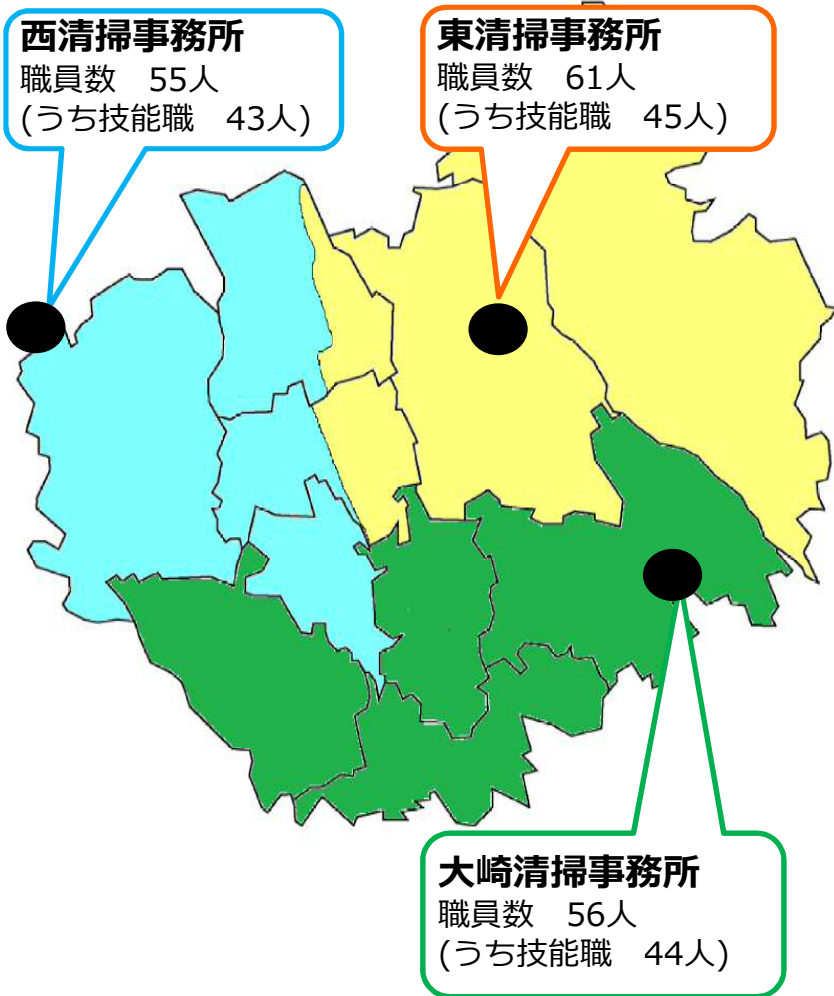 西清掃事務所
職員数　55人
(うち技能職　43人)
東清掃事務所
職員数　61人
(うち技能職　45人)
大崎清掃事務所
職員数　56人
(うち技能職　44人)